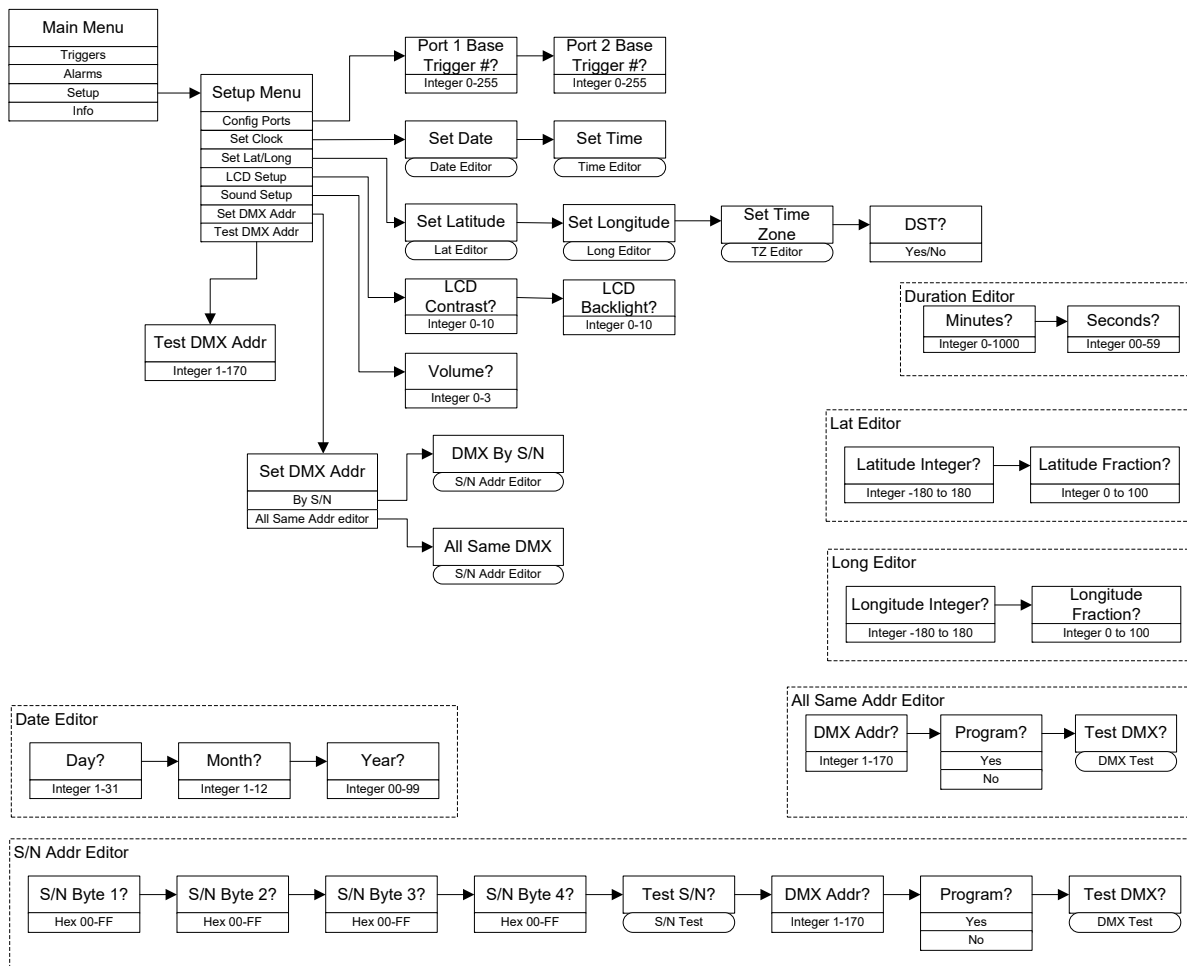 Main Menu
Triggers
Alarms
Setup
Info
Setup Menu
Config Ports
Set Clock
Set Lat/Long
LCD Setup
Sound Setup
Set DMX Addr
Test DMX Addr
Port 1 Base
Trigger #?
Integer 0-255
Port 2 Base
Trigger #?
Integer 0-255
Set Date
Date Editor
Set Time
Time Editor
Set Latitude
Lat Editor
Set Longitude
Long Editor
Set Time
Zone
TZ Editor
DST?
Yes/No
LCD
Contrast?
Integer 0-10
LCD
Backlight?
Integer 0-10
Test DMX Addr
Integer 1-170
Volume?
Integer 0-3
Set DMX Addr
By S/N
All Same Addr editor
DMX By S/N
S/N Addr Editor
All Same DMX
S/N Addr Editor
Duration Editor
Minutes?
Integer 0-1000
Seconds?
Integer 00-59
Lat Editor
Latitude Integer?
Integer -180 to 180
Latitude Fraction?
Integer 0 to 100
Long Editor
Longitude Integer?
Integer -180 to 180
Longitude
Fraction?
Integer 0 to 100
Date Editor
Day?
Integer 1-31
Month?
Integer 1-12
Year?
Integer 00-99
All Same Addr Editor
DMX Addr?
Integer 1-170
Program?
Yes
No
Test DMX?
DMX Test
S/N Addr Editor
S/N Byte 1?
Hex 00-FF
S/N Byte 2?
Hex 00-FF
S/N Byte 3?
Hex 00-FF
S/N Byte 4?
Hex 00-FF
Test S/N?
S/N Test
DMX Addr?
Integer 1-170
Program?
Yes
No
Test DMX?
DMX Test